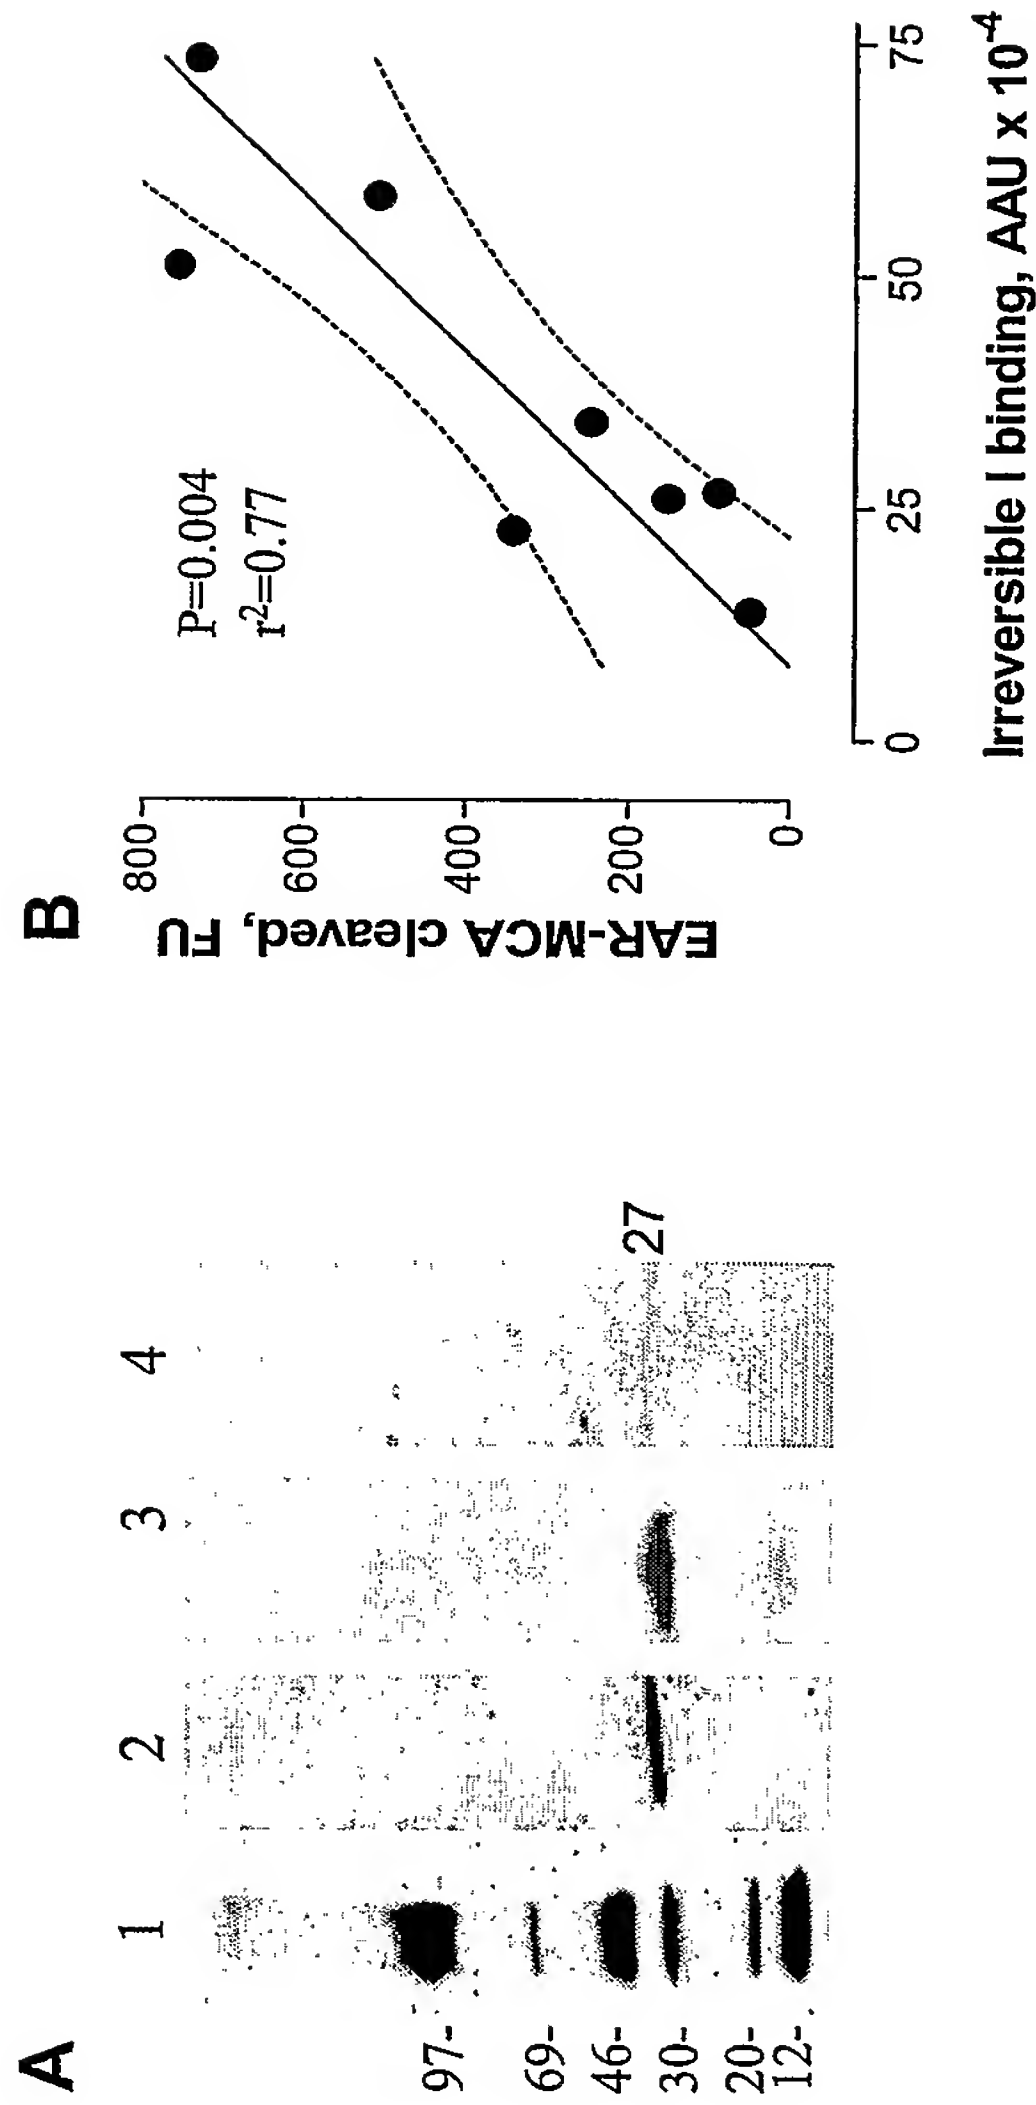 A
1 2 3 4
97-
69-
46-
30-
20-
12-
27
B
P=0.004
r²=0.77
800-
600-
400-
200-
0-
EAR-MCA cleaved, FU
0 25 50 75
Irreversible I binding, AAU x 10⁻⁴